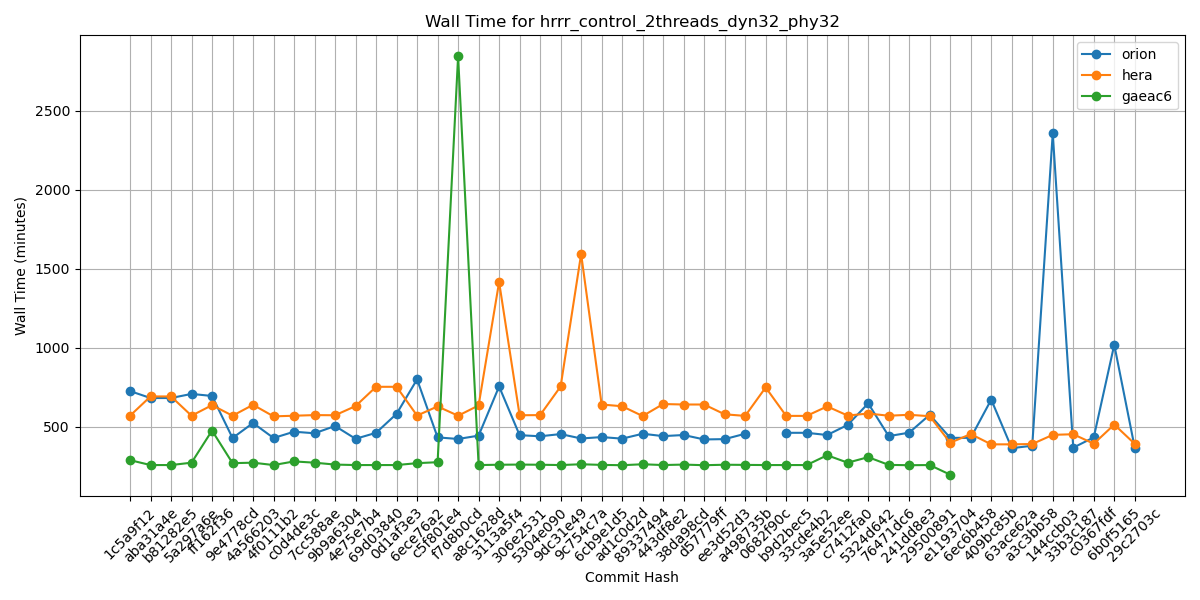 Wall Time for hrrr_control_2threads_dyn32_phy32
orion
hera
gaeac6
Wall Time (minutes)
2500
2000
1500
1000
500
1c5a9f12
aba31a4e
b81282e5
5a297a6e
ff162f36
9e4778cd
4a566203
4f0111b2
c0d4de3c
7cc588ae
9b9a6304
4e75e7b4
69d03840
0d1af3e3
6ece76a2
c5f801e4
f7d8b0cd
a8c1628d
3113a5f4
306e2531
5304e090
9dc31e49
9c754c7a
6cb9e1d5
ad1c0d2d
89337494
443df8e2
38da98cd
d57779ff
ee3d52d3
a498735b
0682f90c
b9d2bec5
33cde4b2
3a5e52ee
c7412fa0
5324d642
76471dc6
241dd8e3
29500891
e1193704
6ec6b458
409bc85b
63ace62a
a3c3bb58
144ccb03
33b3c187
c0367fdf
6b0f5165
29c2703c
Commit Hash